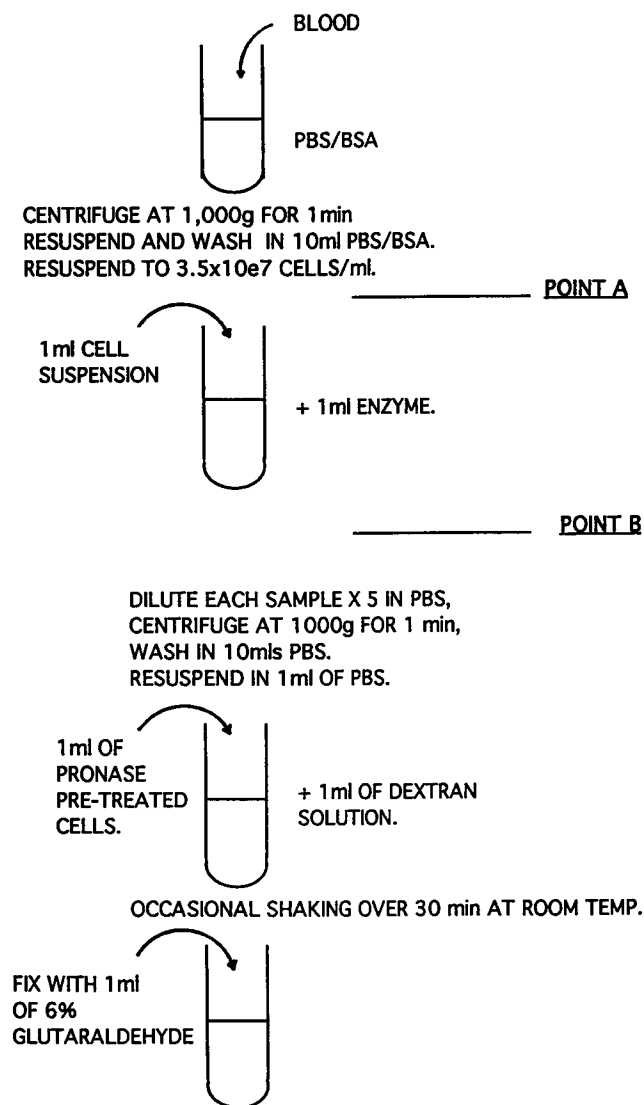 BLOOD
PBS/BSA
CENTRIFUGE AT 1,000g FOR 1min
RESUSPEND AND WASH IN 10ml PBS/BSA.
RESUSPEND TO 3.5x10e7 CELLS/ml.
POINT A
1ml CELL
SUSPENSION
+ 1ml ENZYME.
POINT B
DILUTE EACH SAMPLE X 5 IN PBS,
CENTRIFUGE AT 1000g FOR 1 min,
WASH IN 10mls PBS.
RESUSPEND IN 1ml OF PBS.
1ml OF
PRONASE
PRE-TREATED
CELLS.
+ 1ml OF DEXTRAN
SOLUTION.
OCCASIONAL SHAKING OVER 30 min AT ROOM TEMP.
FIX WITH 1ml
OF 6%
GLUTARALDEHYDE